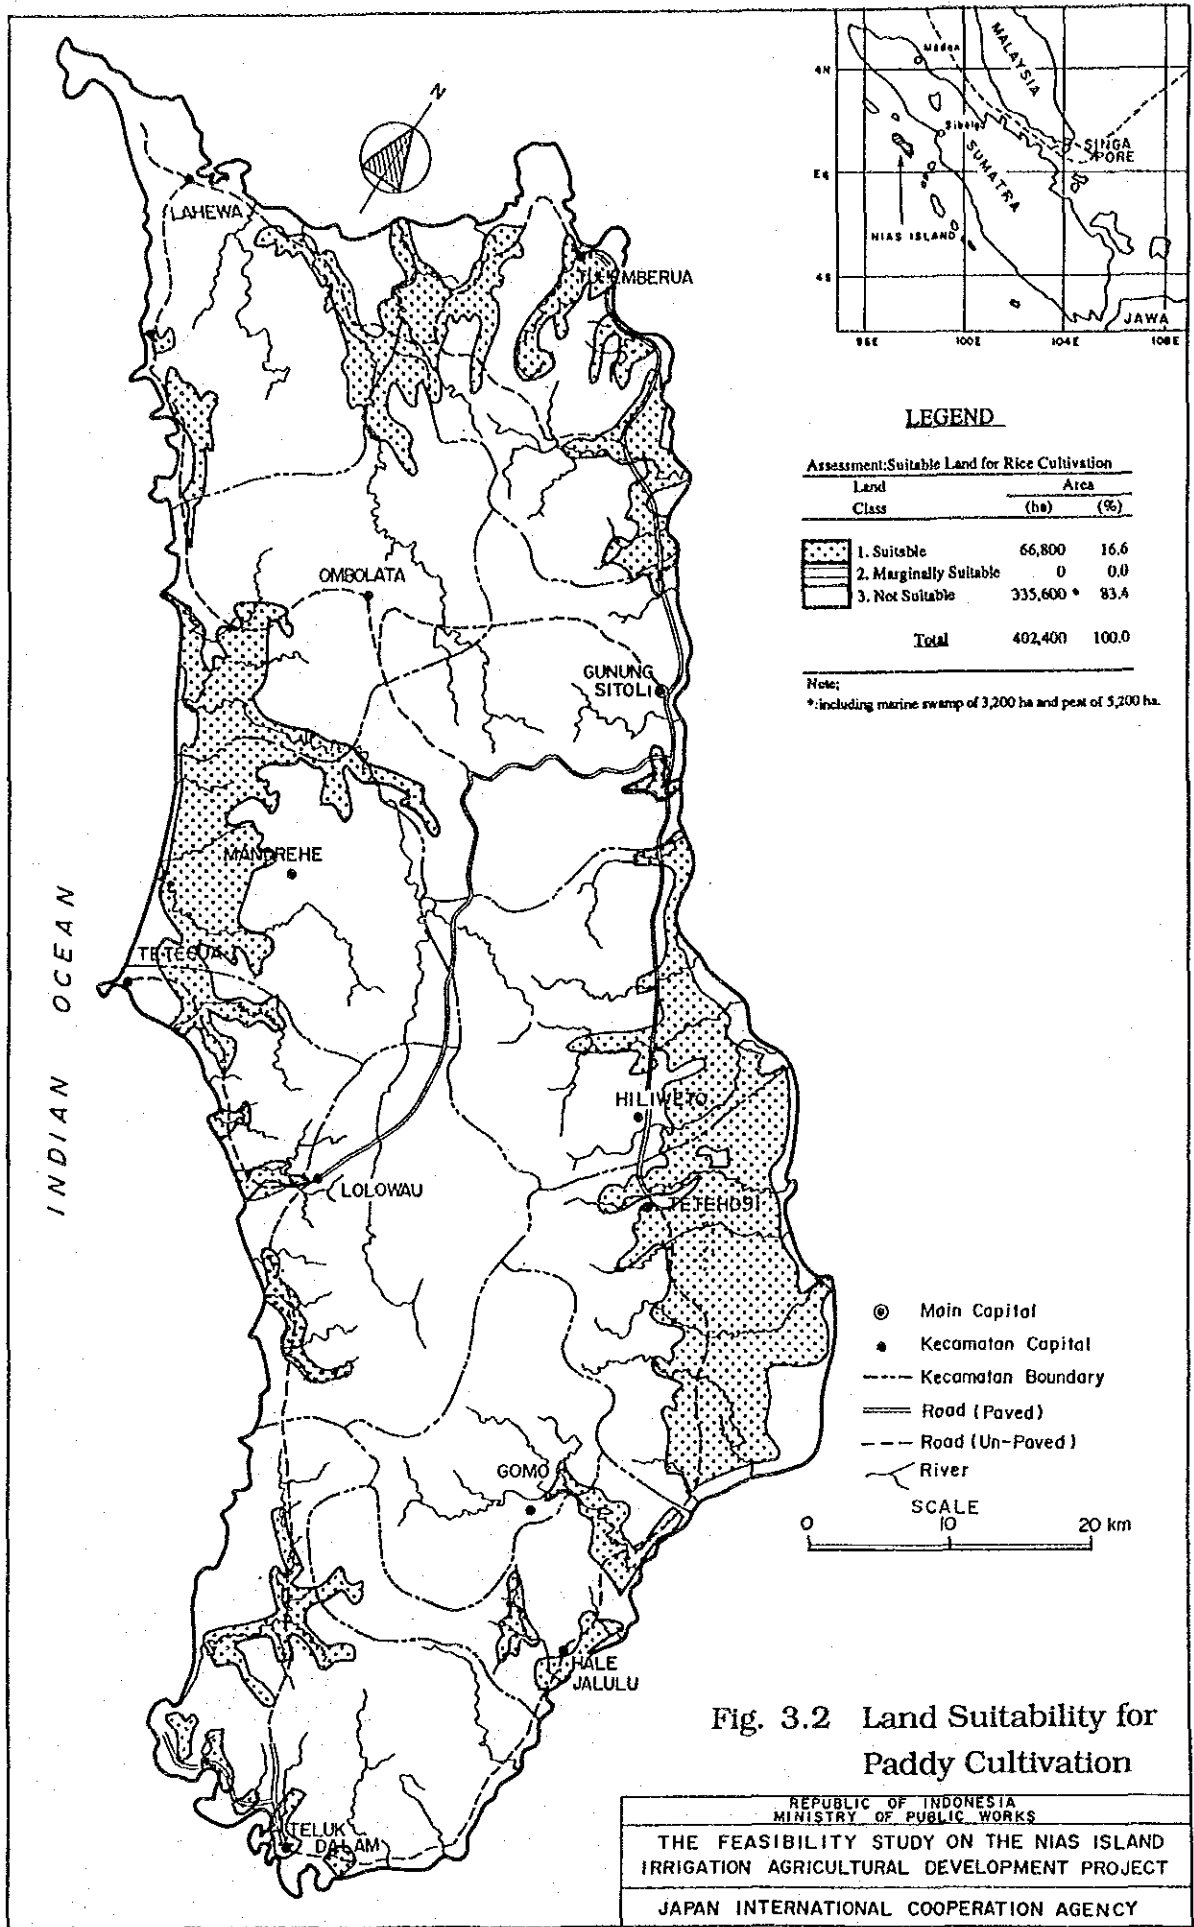 N
LAHEWA
TUHEMBERUA
OMBOLATA
GUNUNG
SITOLI
MANDREHE
TETEGUA
HILIWETO
TETEHOSI
LOLOWAU
GOMO
HALE
JALULU
TELUK
DALAM
INDIAN OCEAN
Medan
MALAYSIA
4N
Sibolga
SINGA
PORE
EQ
SUMATRA
NIAS ISLAND
4S
JAWA
96E 100E 104E 108E
LEGEND
Assessment:Suitable Land for Rice Cultivation
Land Area
Class (ha) (%)
1. Suitable 66,800 16.6
2. Marginally Suitable 0 0.0
3. Not Suitable 335,600 * 83.4
Total 402,400 100.0
Note;
*:including marine swamp of 3,200 ha and peat of 5,200 ha.
Main Capital
Kecamatan Capital
Kecamatan Boundary
Road (Paved)
Road (Un-Paved)
River
SCALE
0 10 20 km
Fig. 3.2 Land Suitability for
Paddy Cultivation
REPUBLIC OF INDONESIA
MINISTRY OF PUBLIC WORKS
THE FEASIBILITY STUDY ON THE NIAS ISLAND
IRRIGATION AGRICULTURAL DEVELOPMENT PROJECT
JAPAN INTERNATIONAL COOPERATION AGENCY